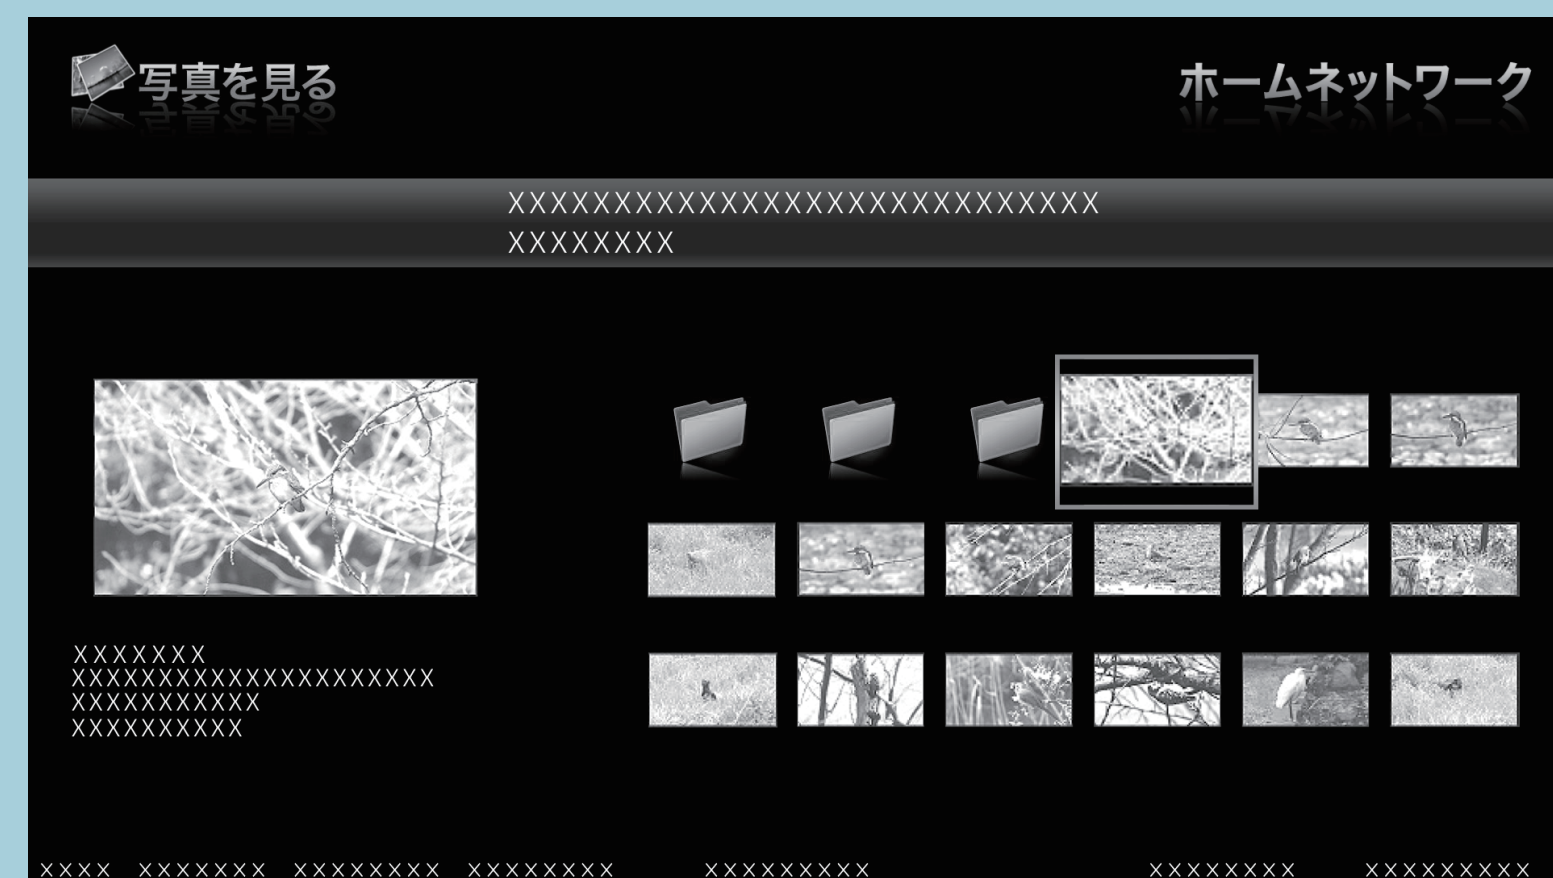 写真を見る
ホームネットワーク
XXXXXXXXXXXXXXXXXXXXXXXXXXXX
XXXXXXXX
XXXXXXX
XXXXXXXXXXXXXXXXXXXXX
XXXXXXXXXXX
XXXXXXXXXX
XXXX XXXXXXX XXXXXXXX XXXXXXXX XXXXXXXXX XXXXXXXX XXXXXXXXX